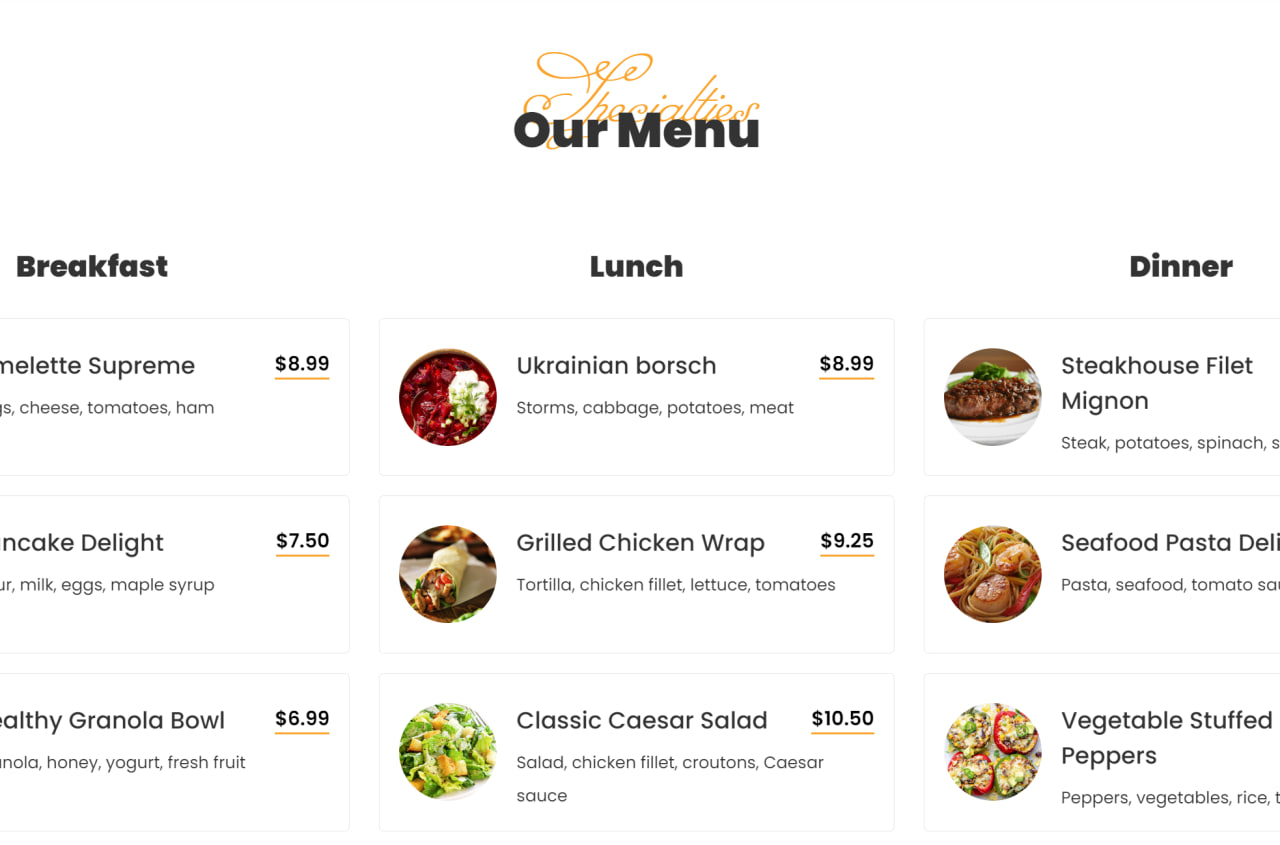 Specialties
Our Menu
Breakfast
melette Supreme
$8.99
gs, cheese, tomatoes, ham
ncake Delight
$7.50
ur, milk, eggs, maple syrup
ealthy Granola Bowl
$6.99
nola, honey, yogurt, fresh fruit
Lunch
Ukrainian borsch
$8.99
Storms, cabbage, potatoes, meat
Grilled Chicken Wrap
$9.25
Tortilla, chicken fillet, lettuce, tomatoes
Classic Caesar Salad
$10.50
Salad, chicken fillet, croutons, Caesar
sauce
Dinner
Steakhouse Filet
Mignon
Steak, potatoes, spinach, s
Seafood Pasta Deli
Pasta, seafood, tomato sau
Vegetable Stuffed
Peppers
Peppers, vegetables, rice, t